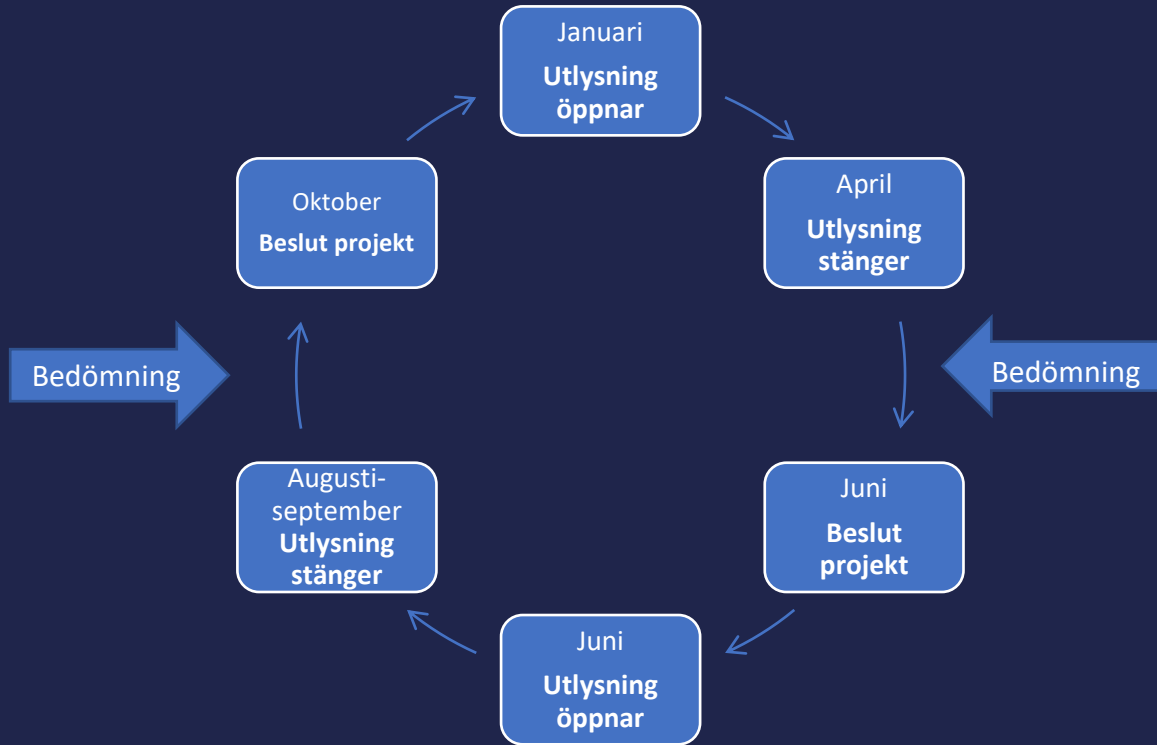 Januari
Utlysning
öppnar
April
Utlysning
stänger
Bedömning
Juni
Beslut
projekt
Juni
Utlysning
öppnar
Augusti-
september
Utlysning
stänger
Bedömning
Oktober
Beslut projekt